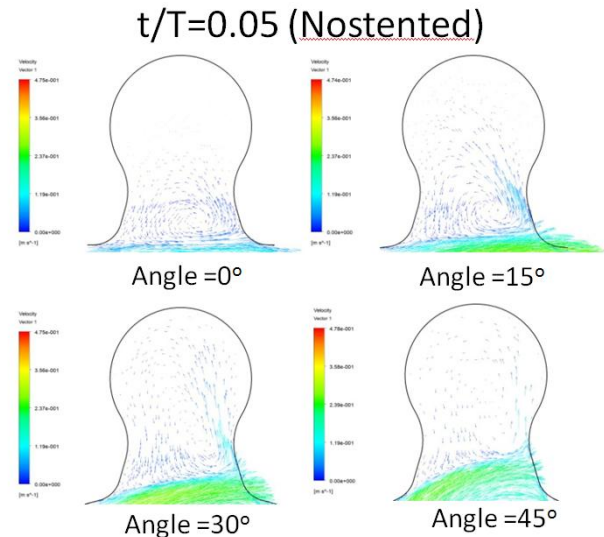 t/T=0.05 (Nostented)
Velocity
Vector 1
4.75e-001
3.56e-001
2.37e-001
1.19e-001
0.00e+000
[m s^-1]
Angle =0°
Velocity
Vector 1
4.74e-001
3.56e-001
2.37e-001
1.19e-001
0.00e+000
[m s^-1]
Angle =15°
Velocity
Vector 1
4.75e-001
3.56e-001
2.37e-001
1.19e-001
0.00e+000
[m s^-1]
Angle =30°
Velocity
Vector 1
4.78e-001
3.58e-001
2.39e-001
1.19e-001
0.00e+000
[m s^-1]
Angle =45°